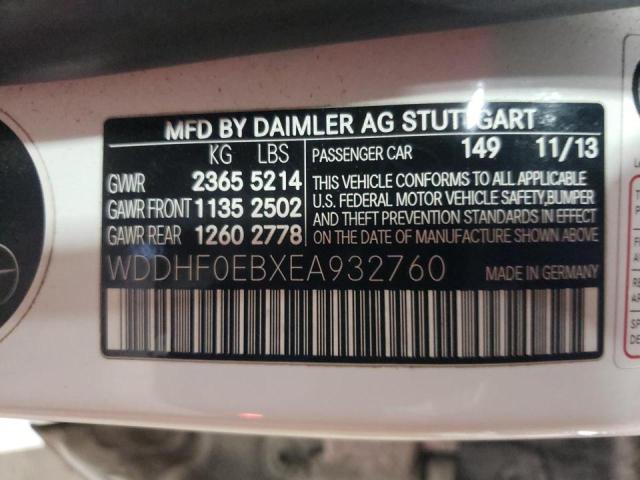 MFD BY DAIMLER AG STUTTGART
KG LBS
GVWR 2365 5214
GAWR FRONT 1135 2502
GAWR REAR 1260 2778
PASSENGER CAR 149 11/13
THIS VEHICLE CONFORMS TO ALL APPLICABLE
U.S. FEDERAL MOTOR VEHICLE SAFETY,BUMPER
AND THEFT PREVENTION STANDARDS IN EFFECT
ON THE DATE OF MANUFACTURE SHOWN ABOVE.
WDDHF0EBXEA932760 MADE IN GERMANY